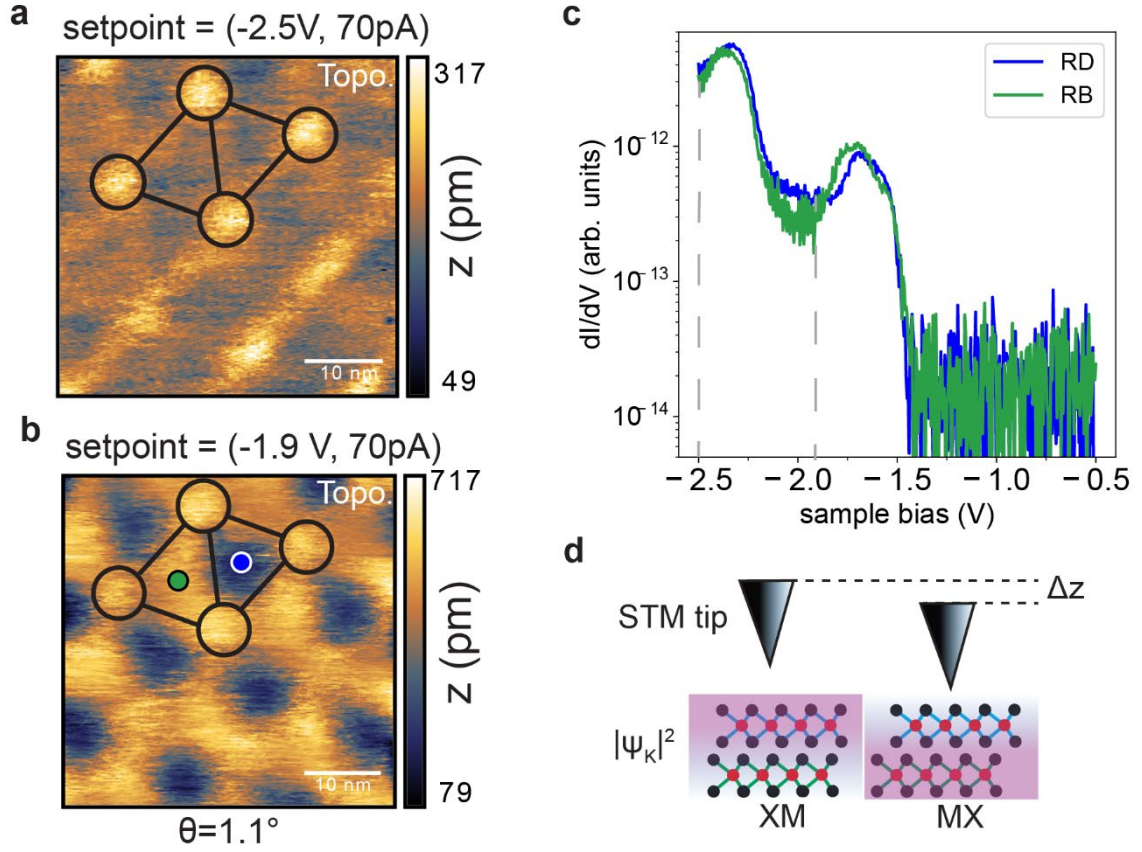 a
setpoint = (-2.5V, 70pA)
Topo.
317
z (pm)
49
10 nm
b
setpoint = (-1.9 V, 70pA)
Topo.
717
z (pm)
79
10 nm
θ=1.1°
c
RD
RB
10⁻¹²
10⁻¹³
10⁻¹⁴
dI/dV (arb. units)
−2.5 −2.0 −1.5 −1.0 −0.5
sample bias (V)
d
STM tip
Δz
|ψ_K|²
XM MX